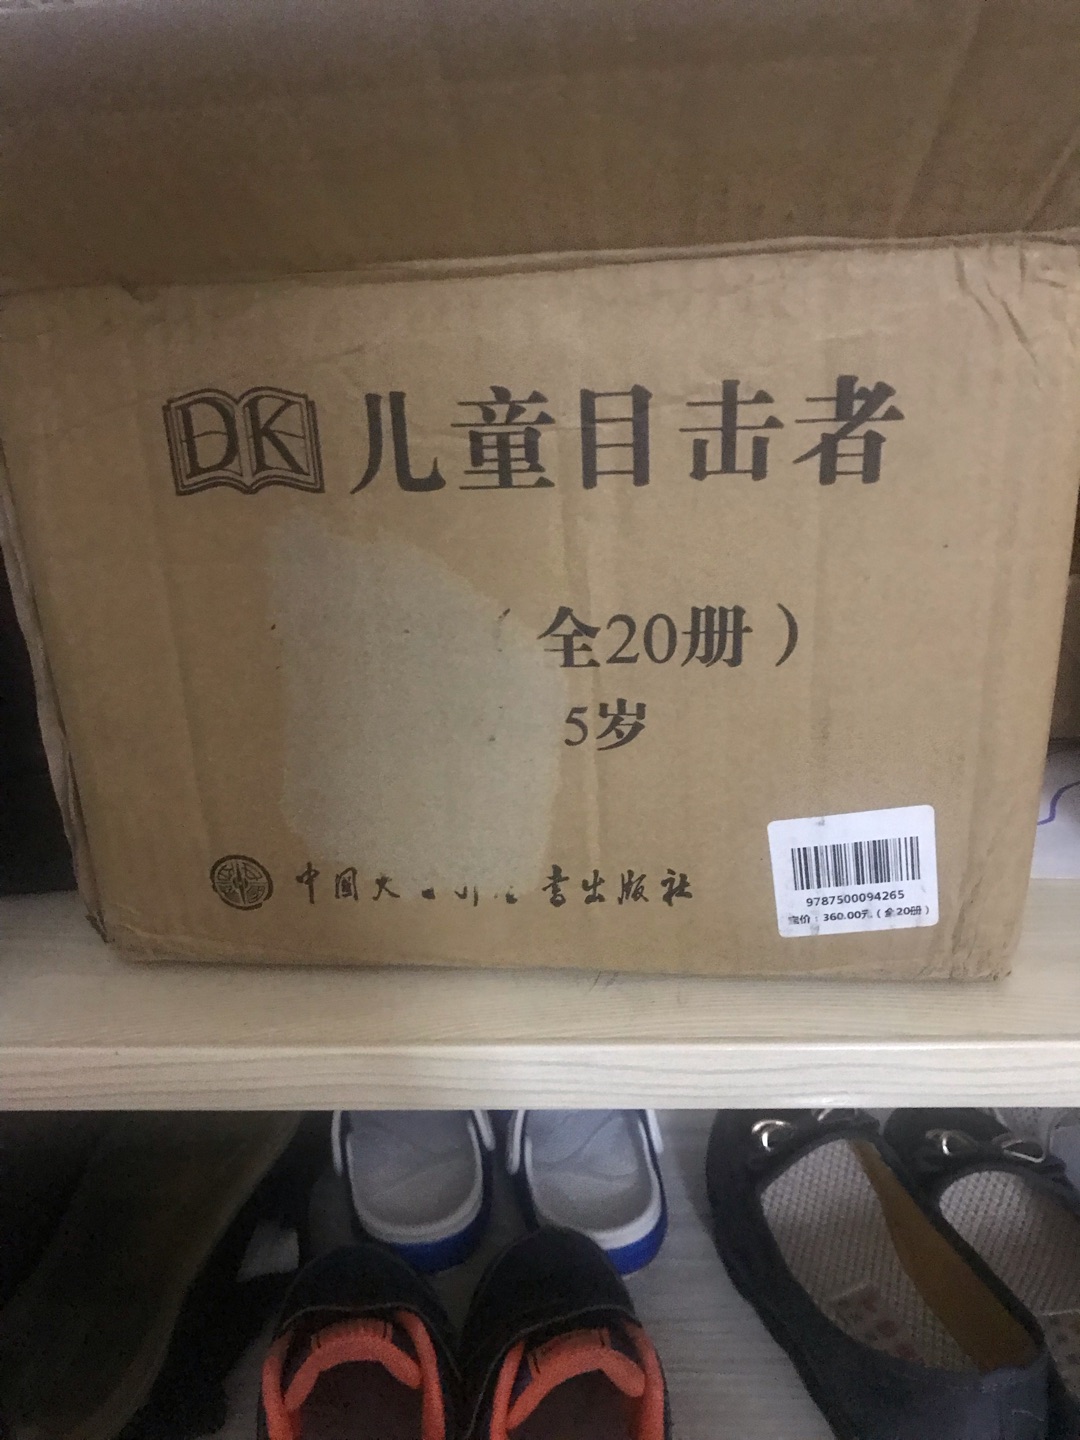 DK 儿童目击者
（全20册）
5岁
中国大 书出版社
9787500094265
定价：360.00元（全20册）